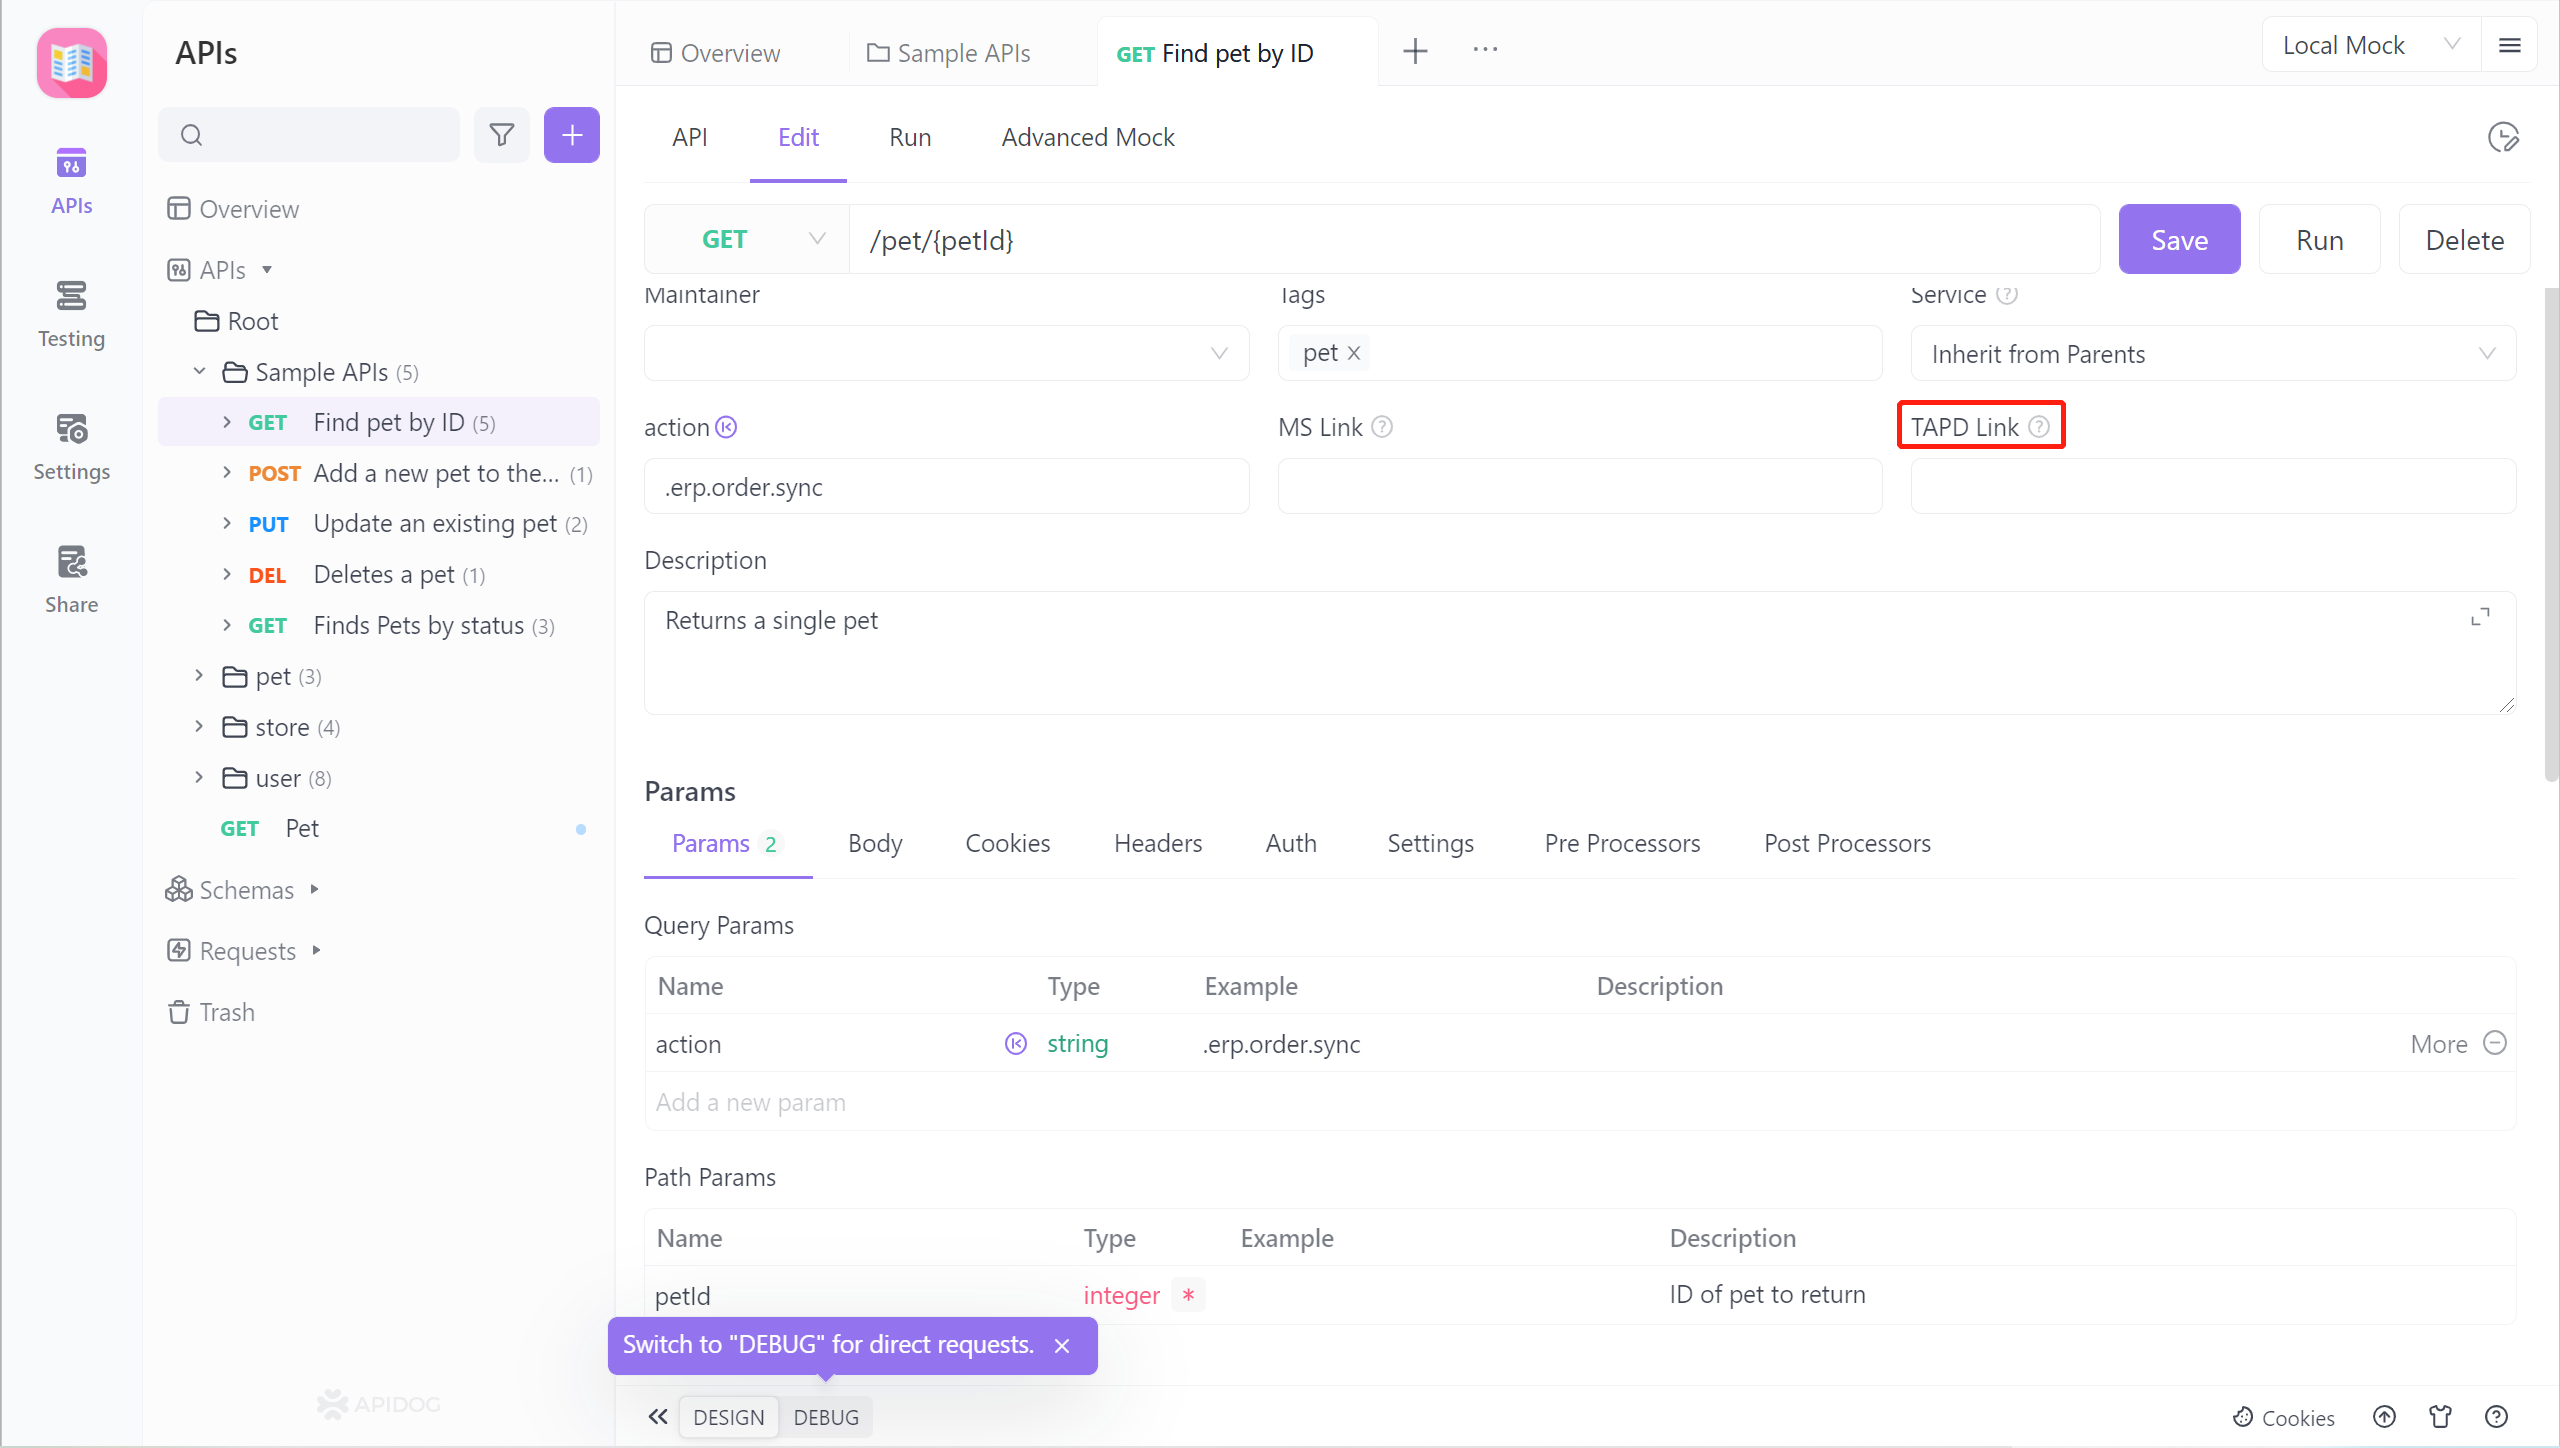 APIs
Testing
Settings
Share
APIs
Overview
APIs
Root
Sample APIs (5)
GET Find pet by ID (5)
POST Add a new pet to the... (1)
PUT Update an existing pet (2)
DEL Deletes a pet (1)
GET Finds Pets by status (3)
pet (3)
store (4)
user (8)
GET Pet
Schemas
Requests
Trash
APIDOG
Overview
Sample APIs
GET Find pet by ID
Local Mock
API Edit Run Advanced Mock
GET /pet/{petId} Save Run Delete
Maintainer Tags Service
pet Inherit from Parents
action MS Link TAPD Link
.erp.order.sync
Description
Returns a single pet
Params
Params 2 Body Cookies Headers Auth Settings Pre Processors Post Processors
Query Params
Name Type Example Description
action string .erp.order.sync More
Add a new param
Path Params
Name Type Example Description
petId integer * ID of pet to return
Switch to "DEBUG" for direct requests.
DESIGN DEBUG Cookies